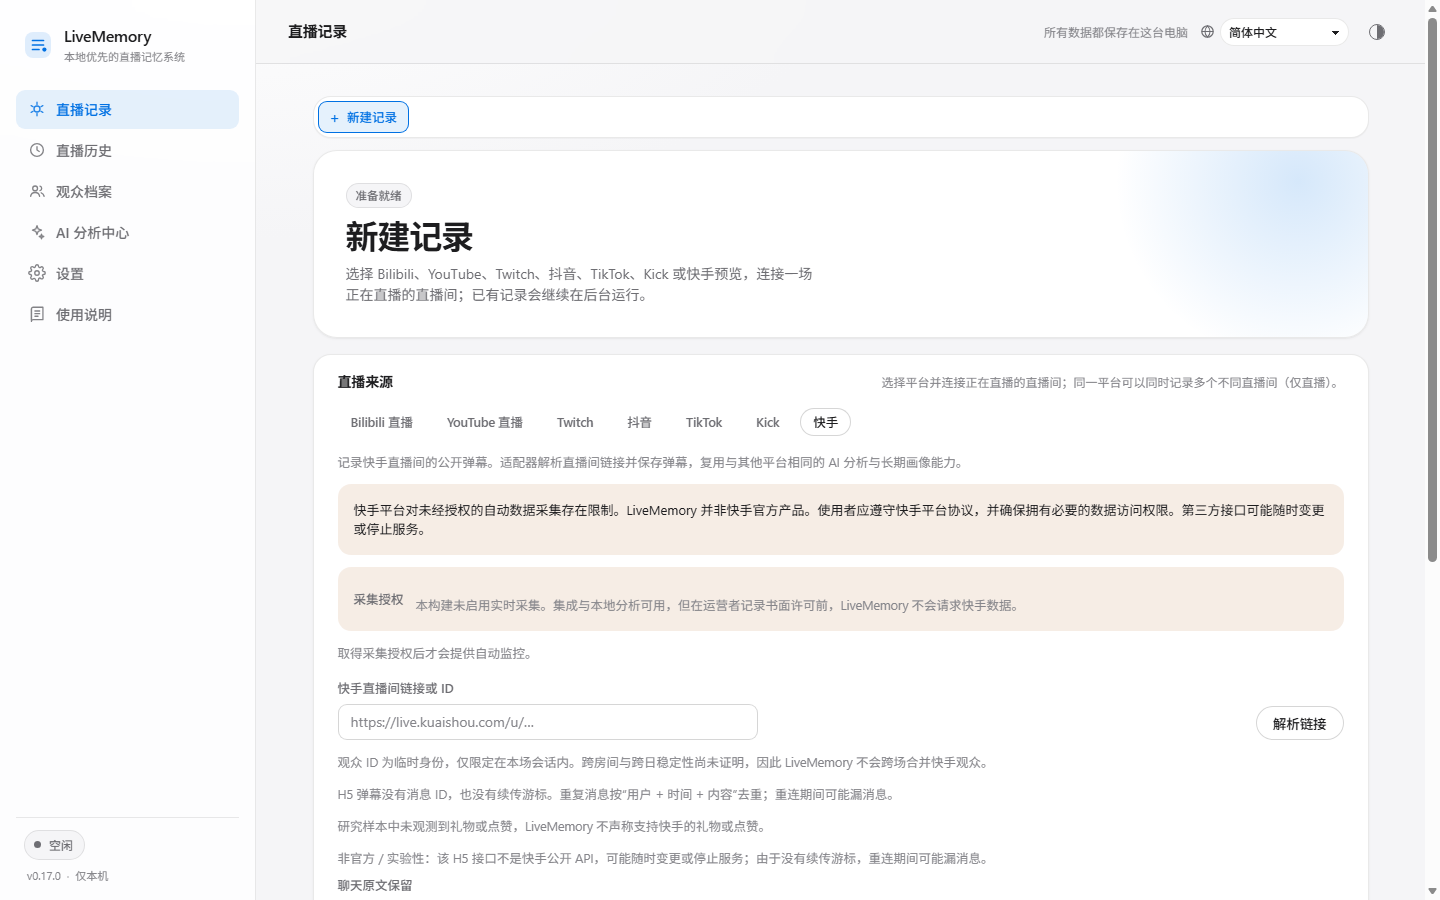 LiveMemory
本地优先的直播记忆系统
直播记录
直播历史
观众档案
AI 分析中心
设置
使用说明
空闲
v0.17.0 · 仅本机
直播记录
所有数据都保存在这台电脑
简体中文
+ 新建记录
准备就绪
新建记录
选择 Bilibili、YouTube、Twitch、抖音、TikTok、Kick 或快手预览，连接一场
正在直播的直播间；已有记录会继续在后台运行。
直播来源
选择平台并连接正在直播的直播间；同一平台可以同时记录多个不同直播间（仅直播）。
Bilibili 直播 YouTube 直播 Twitch 抖音 TikTok Kick 快手
记录快手直播间的公开弹幕。适配器解析直播间链接并保存弹幕，复用与其他平台相同的 AI 分析与长期画像能力。
快手平台对未经授权的自动数据采集存在限制。LiveMemory 并非快手官方产品。使用者应遵守快手平台协议，并确保拥有必要的数据访问权限。第三方接口可能随时变更
或停止服务。
采集授权 本构建未启用实时采集。集成与本地分析可用，但在运营者记录书面许可前，LiveMemory 不会请求快手数据。
取得采集授权后才会提供自动监控。
快手直播间链接或 ID
https://live.kuaishou.com/u/...
解析链接
观众 ID 为临时身份，仅限定在本场会话内。跨房间与跨日稳定性尚未证明，因此 LiveMemory 不会跨场合并快手观众。
H5 弹幕没有消息 ID，也没有续传游标。重复消息按“用户 + 时间 + 内容”去重；重连期间可能漏消息。
研究样本中未观测到礼物或点赞，LiveMemory 不声称支持快手的礼物或点赞。
非官方 / 实验性：该 H5 接口不是快手公开 API，可能随时变更或停止服务；由于没有续传游标，重连期间可能漏消息。
聊天原文保留